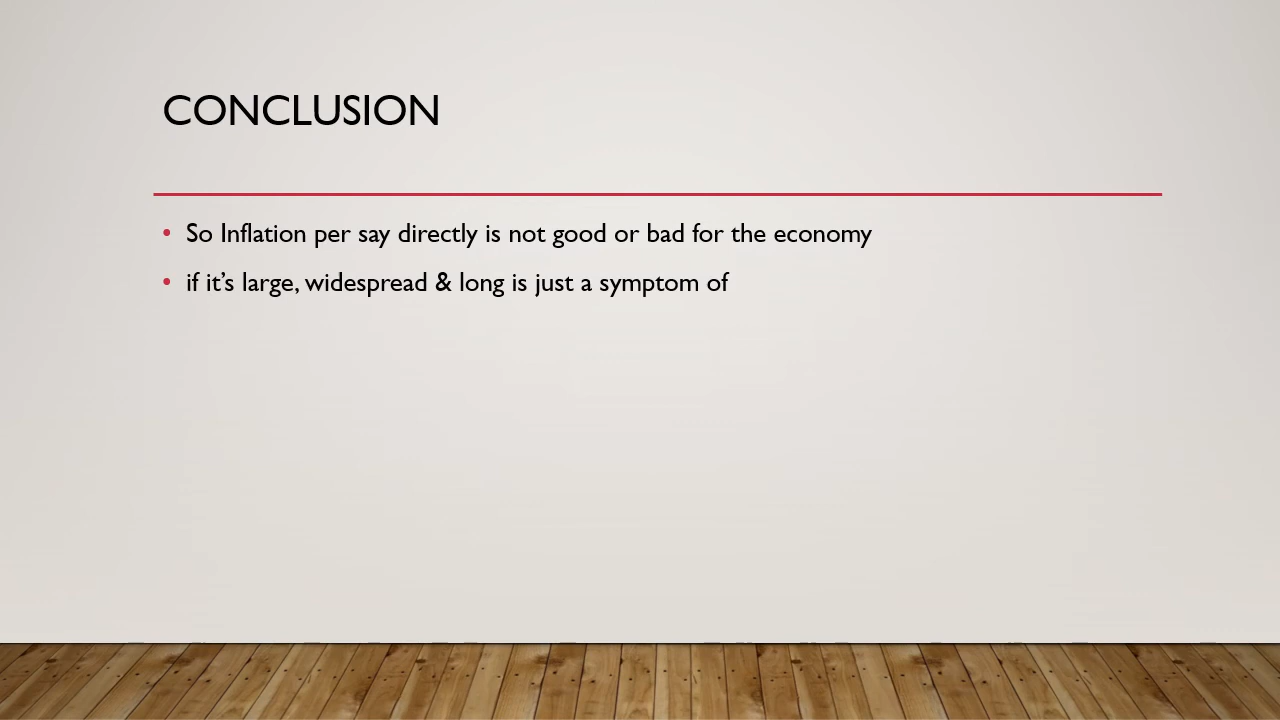 CONCLUSION
• So Inflation per say directly is not good or bad for the economy
• if it’s large, widespread & long is just a symptom of